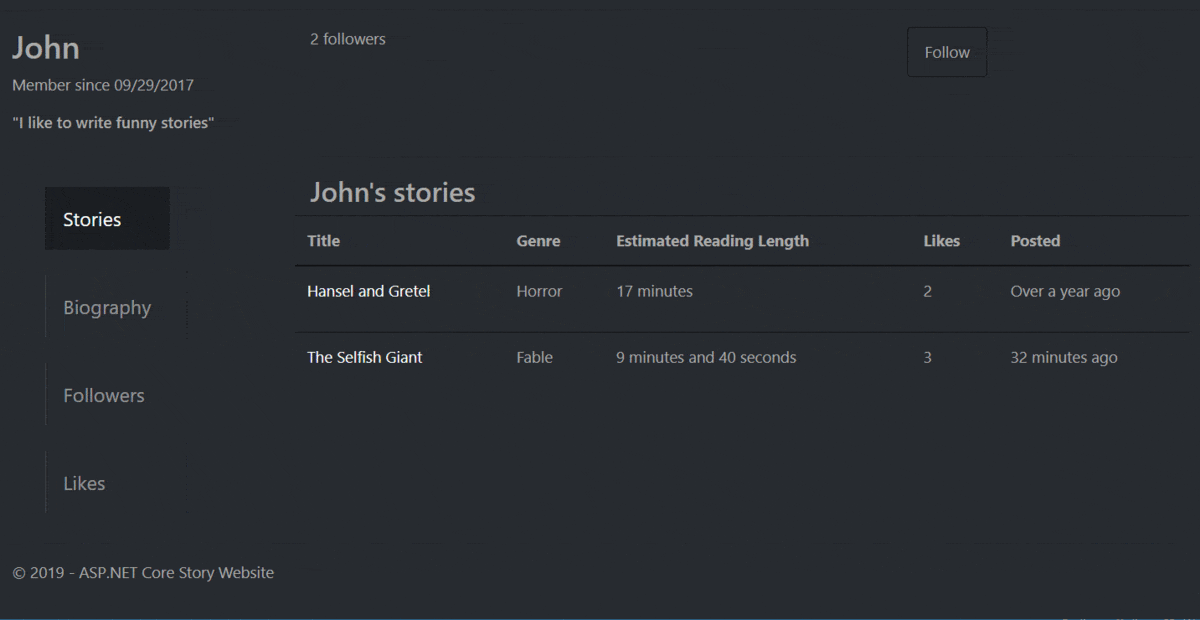 John
2 followers
Follow
Member since 09/29/2017
"I like to write funny stories"
Stories
Biography
Followers
Likes
John's stories
Title Genre Estimated Reading Length Likes Posted
Hansel and Gretel Horror 17 minutes 2 Over a year ago
The Selfish Giant Fable 9 minutes and 40 seconds 3 32 minutes ago
© 2019 - ASP.NET Core Story Website